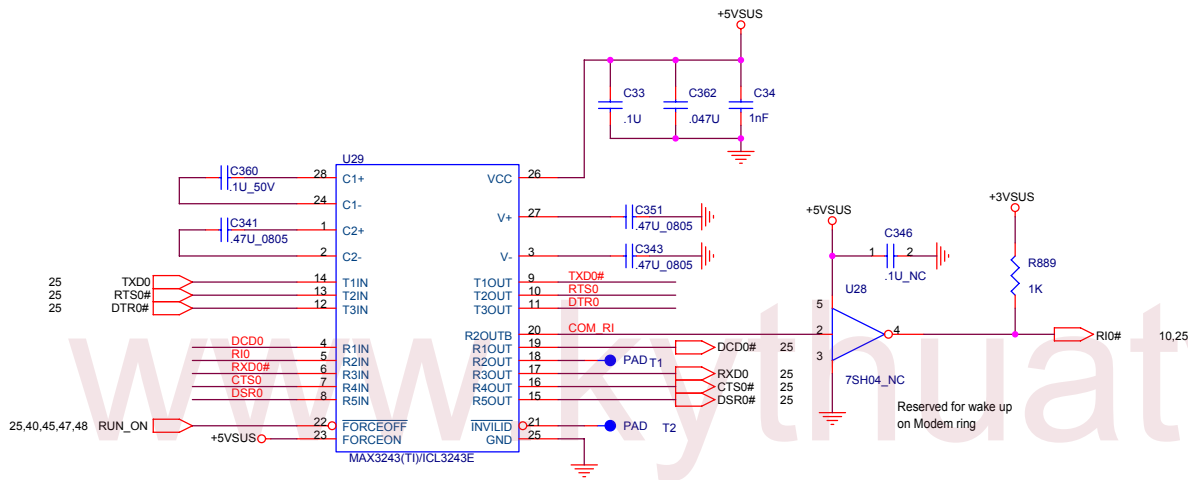 +5VSUS
C33
.1U
C362
.047U
C34
1nF
U29
C360
.1U_50V
28 C1+
24 C1-
C341
.47U_0805
1 C2+
2 C2-
25 TXD0 14 T1IN
25 RTS0# 13 T2IN
25 DTR0# 12 T3IN
DCD0 4 R1IN
RI0 5 R2IN
RXD0# 6 R3IN
CTS0 7 R4IN
DSR0 8 R5IN
25,40,45,47,48 RUN_ON 22 FORCEOFF
+5VSUS 23 FORCEON
VCC 26
V+ 27
C351
.47U_0805
V- 3
C343
.47U_0805
T1OUT 9 TXD0#
T2OUT 10 RTS0
T3OUT 11 DTR0
R2OUTB 20 COM_RI
R1OUT 19 DCD0# 25
R2OUT 18 PAD T1
R3OUT 17 RXD0 25
R4OUT 16 CTS0# 25
R5OUT 15 DSR0# 25
INVILID 21 PAD T2
GND 25
MAX3243(TI)/ICL3243E
+5VSUS
C346
1 2
.1U_NC
U28
5
2 4
3
7SH04_NC
+3VSUS
R889
1K
RI0# 10,25
Reserved for wake up
on Modem ring
www.kythuat